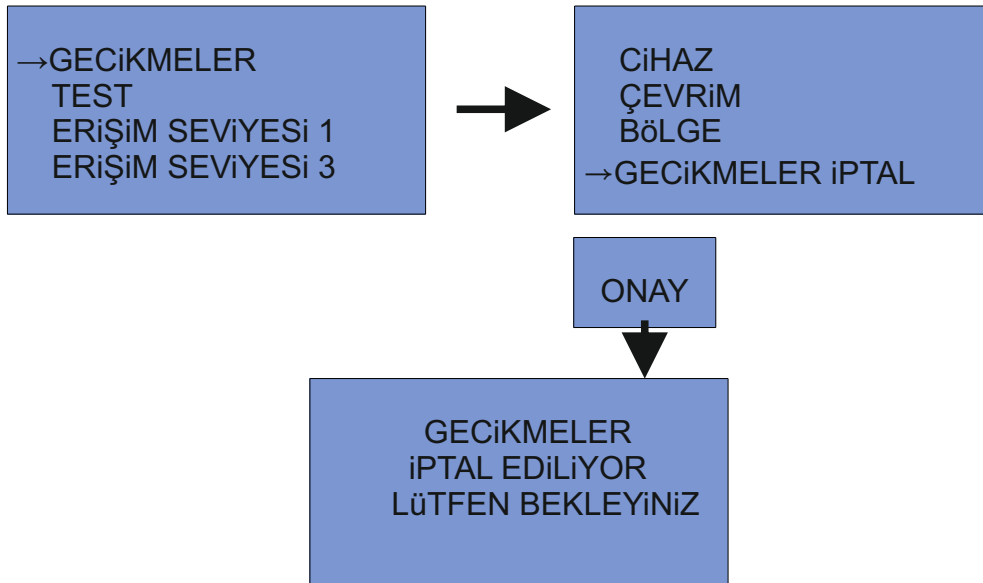 →GECiKMELER
TEST
ERiŞiM SEViYESi 1
ERiŞiM SEViYESi 3
CiHAZ
ÇEVRiM
BöLGE
→GECiKMELER iPTAL
ONAY
GECiKMELER
iPTAL EDiLiYOR
LüTFEN BEKLEYiNiZ